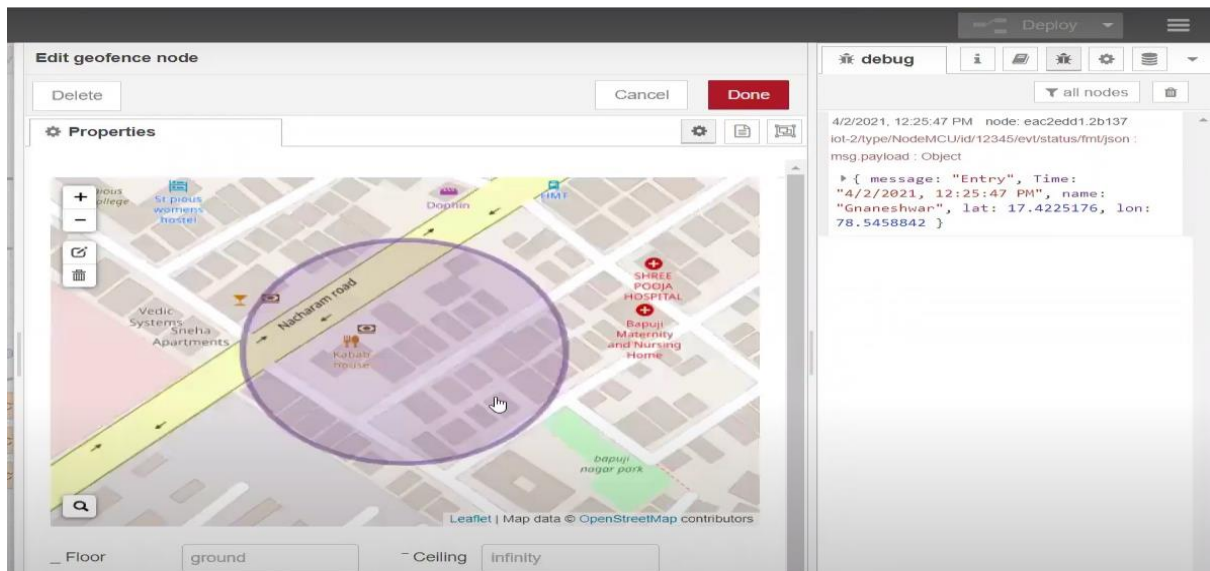 Deploy
Edit geofence node
Delete
Cancel
Done
Properties
St pious
womens
hostel
Dophin
HMT
Nacharam road
Vedic
Systems
Sneha
Apartments
Kabab
House
SHREE
POOJA
HOSPITAL
Bapuji
Maternity
and Nursing
Home
bapuji
nagar park
Leaflet | Map data © OpenStreetMap contributors
Floor
ground
Ceiling
infinity
debug
i
all nodes
4/2/2021, 12:25:47 PM node: eac2edd1.2b137
iot-2/type/NodeMCU/id/12345/evt/status/fmt/json :
msg.payload : Object
{ message: "Entry", Time:
"4/2/2021, 12:25:47 PM", name:
"Gnaneshwar", lat: 17.4225176, lon:
78.5458842 }